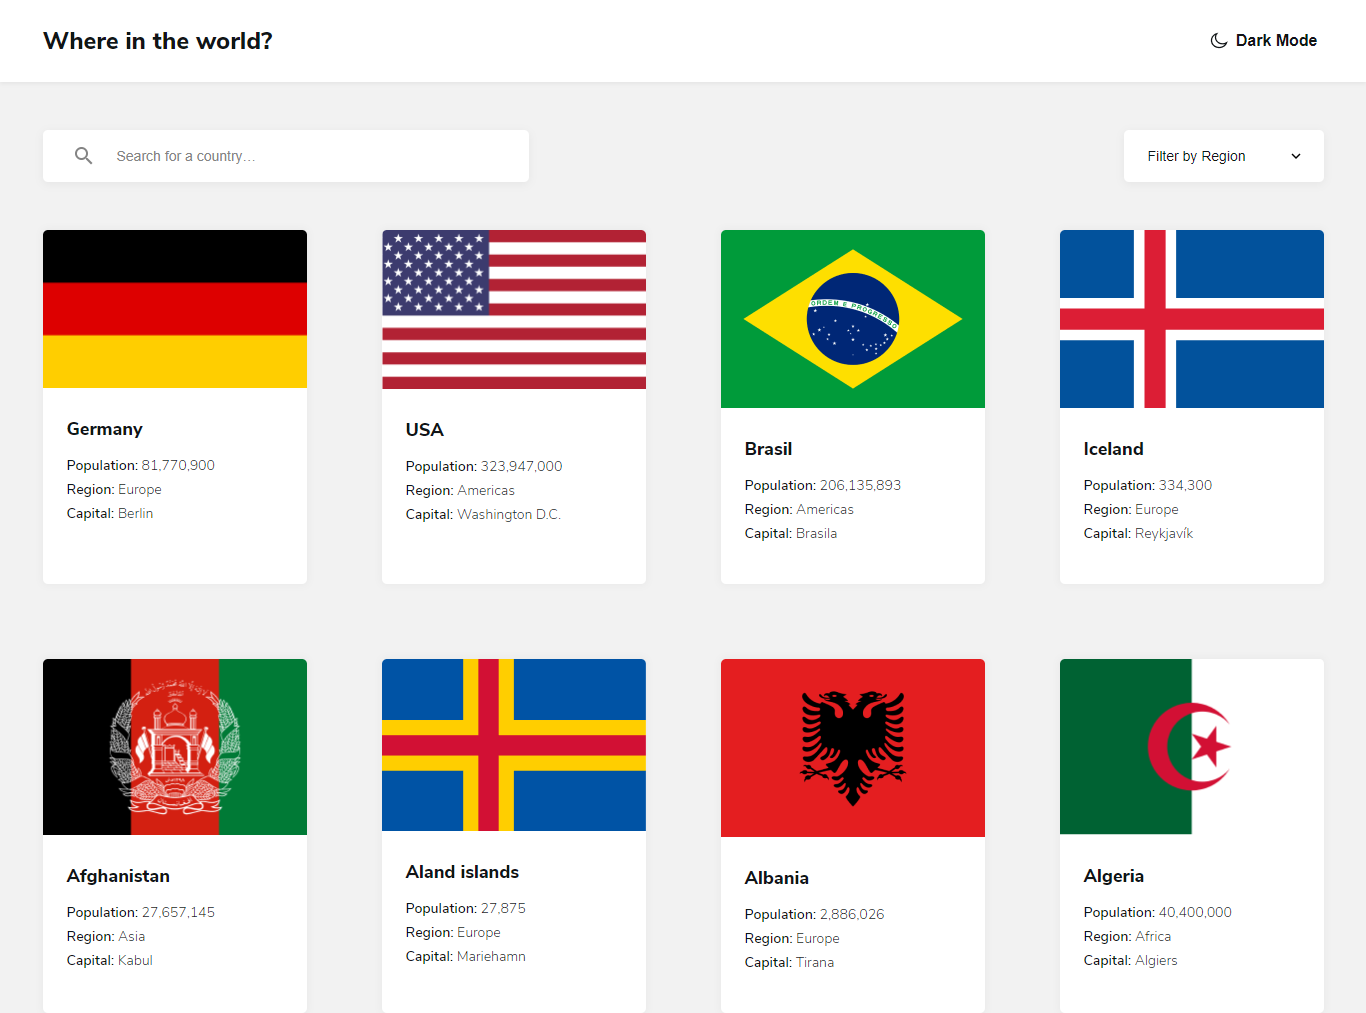 Where in the world?
Dark Mode
Search for a country…
Filter by Region
Germany
Population: 81,770,900
Region: Europe
Capital: Berlin
USA
Population: 323,947,000
Region: Americas
Capital: Washington D.C.
ORDEM E PROGRESSO
Brasil
Population: 206,135,893
Region: Americas
Capital: Brasila
Iceland
Population: 334,300
Region: Europe
Capital: Reykjavík
Afghanistan
Population: 27,657,145
Region: Asia
Capital: Kabul
Aland islands
Population: 27,875
Region: Europe
Capital: Mariehamn
Albania
Population: 2,886,026
Region: Europe
Capital: Tirana
Algeria
Population: 40,400,000
Region: Africa
Capital: Algiers